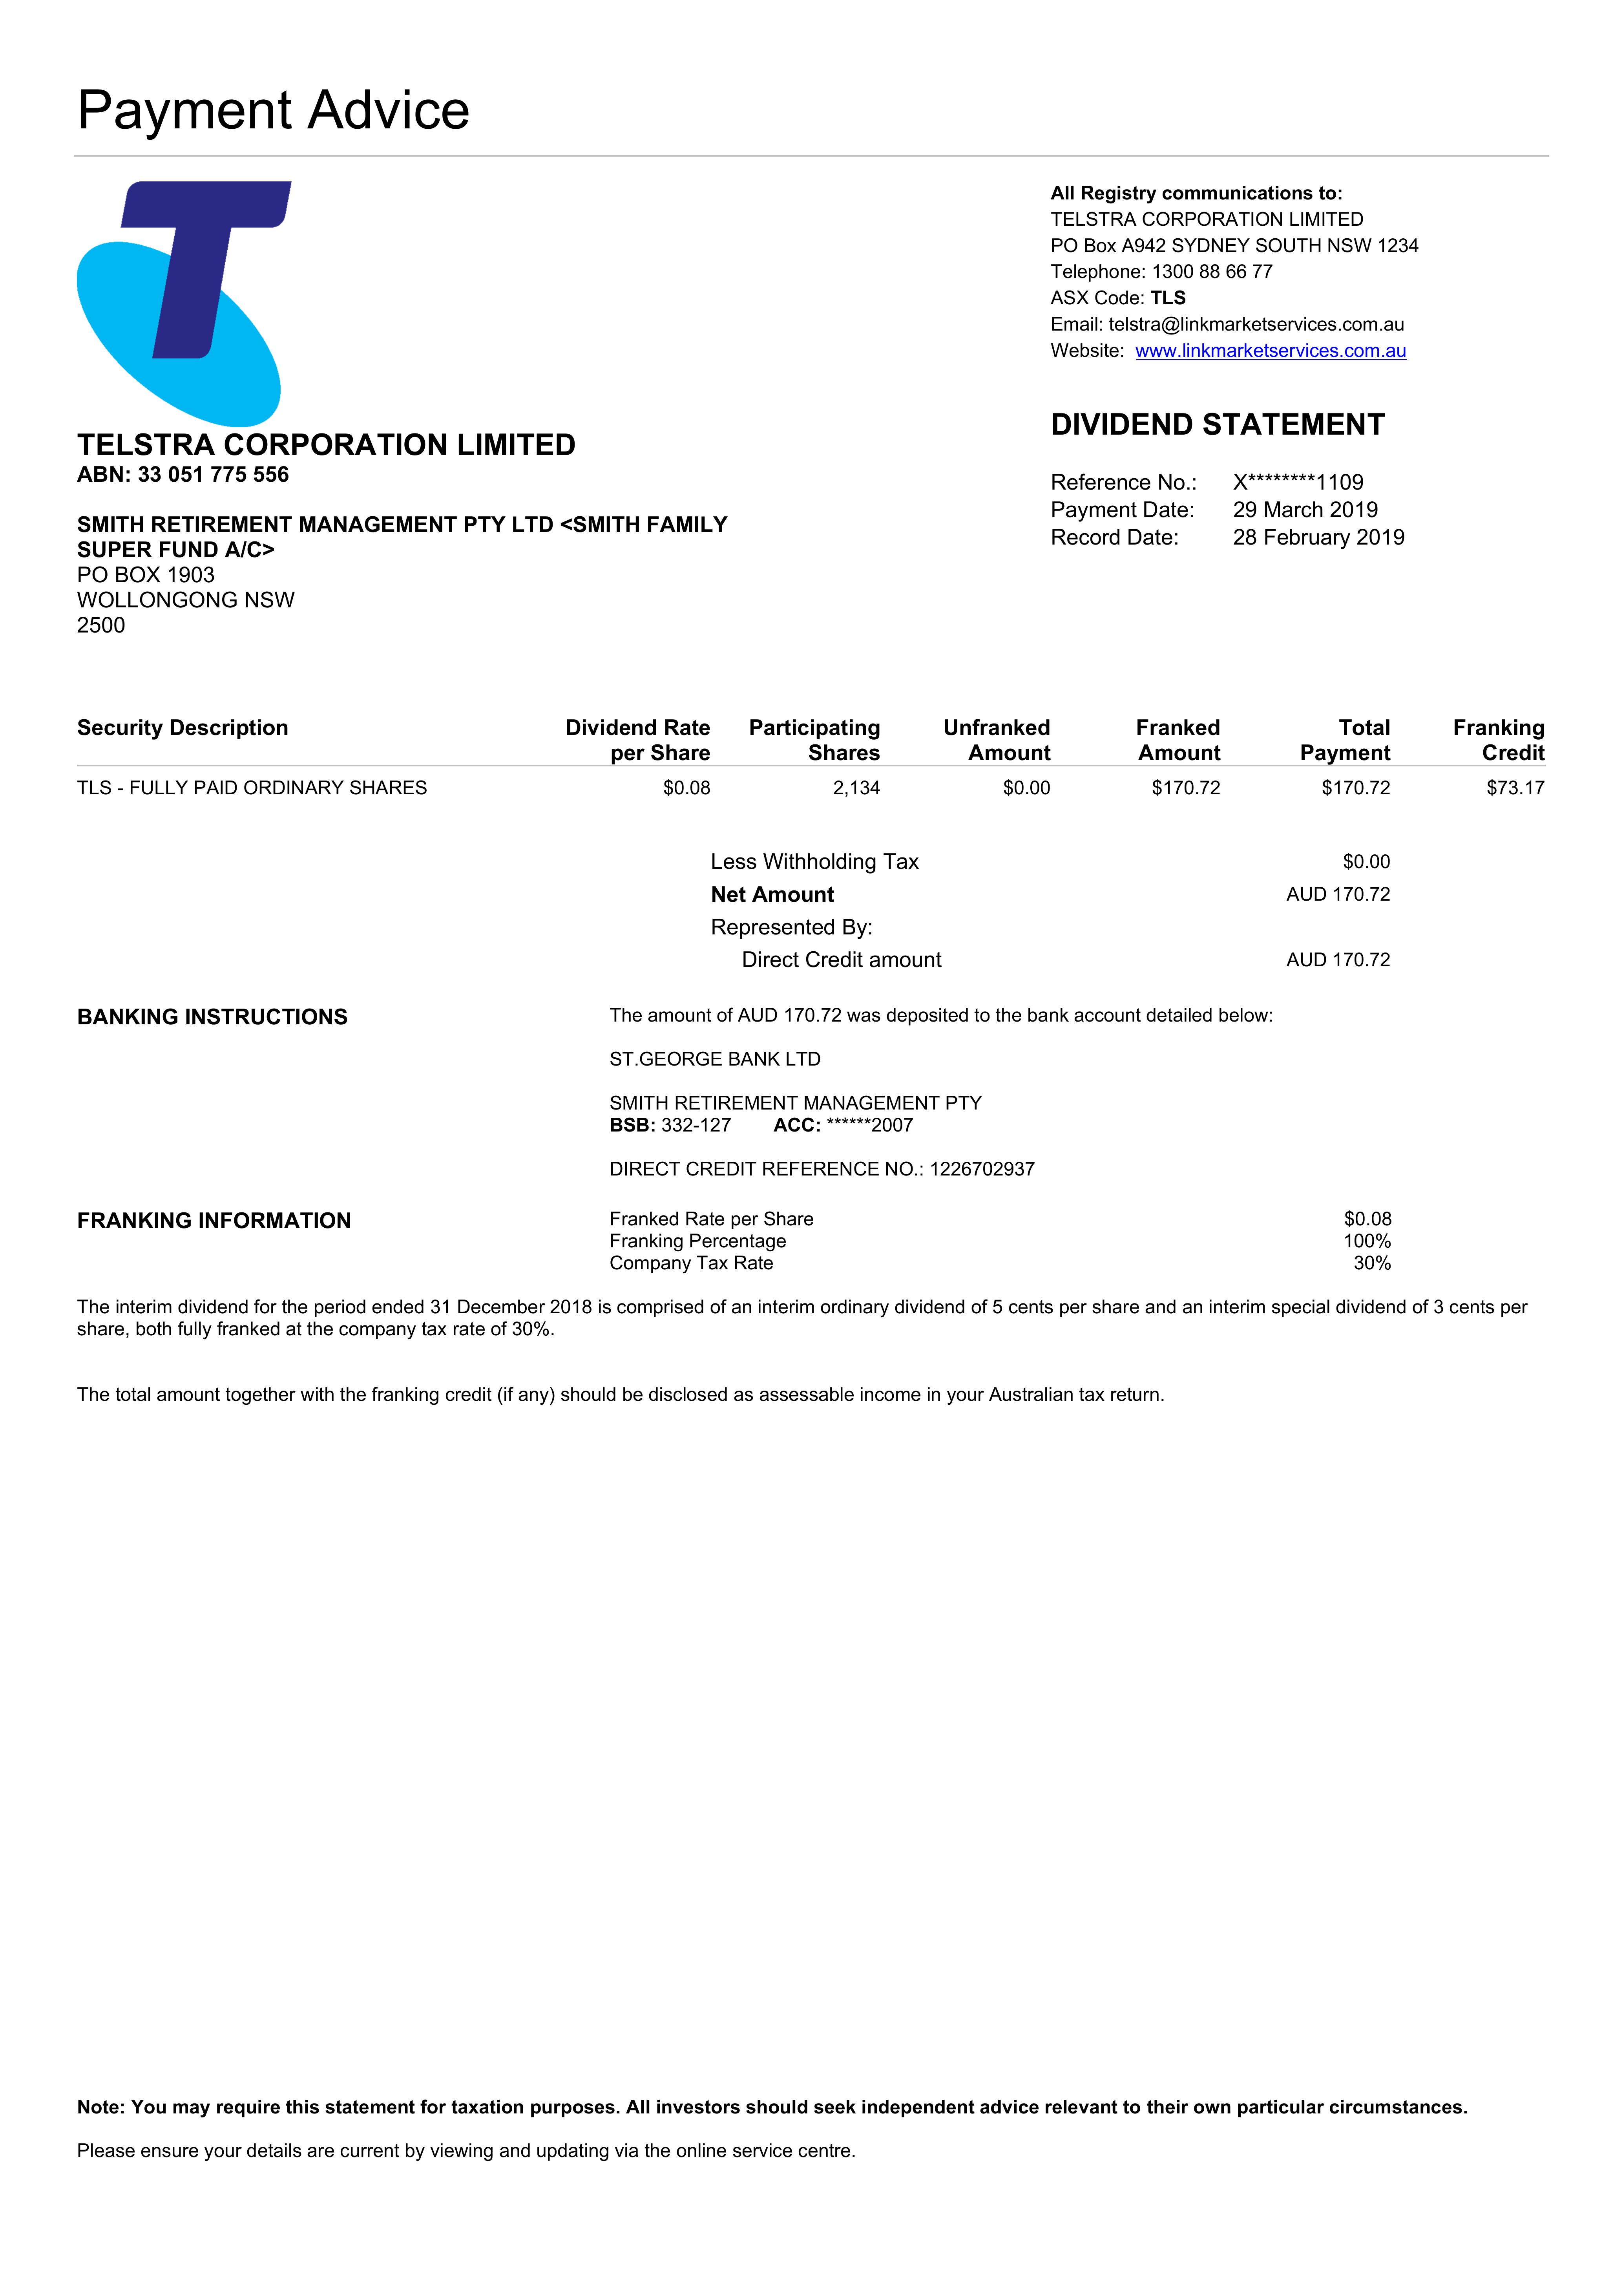 Payment Advice
All Registry communications to:
TELSTRA CORPORATION LIMITED
PO Box A942 SYDNEY SOUTH NSW 1234
Telephone: 1300 88 66 77
ASX Code: TLS
Email: telstra@linkmarketservices.com.au
Website: www.linkmarketservices.com.au
TELSTRA CORPORATION LIMITED
ABN: 33 051 775 556
SMITH RETIREMENT MANAGEMENT PTY LTD <SMITH FAMILY
SUPER FUND A/C>
PO BOX 1903
WOLLONGONG NSW
2500
DIVIDEND STATEMENT
Reference No.: X********1109
Payment Date: 29 March 2019
Record Date: 28 February 2019
Security Description Dividend Rate Participating Unfranked Franked Total Franking
per Share Shares Amount Amount Payment Credit
TLS - FULLY PAID ORDINARY SHARES $0.08 2,134 $0.00 $170.72 $170.72 $73.17
Less Withholding Tax $0.00
Net Amount AUD 170.72
Represented By:
Direct Credit amount AUD 170.72
BANKING INSTRUCTIONS The amount of AUD 170.72 was deposited to the bank account detailed below:
ST.GEORGE BANK LTD
SMITH RETIREMENT MANAGEMENT PTY
BSB: 332-127 ACC: ******2007
DIRECT CREDIT REFERENCE NO.: 1226702937
FRANKING INFORMATION Franked Rate per Share $0.08
Franking Percentage 100%
Company Tax Rate 30%
The interim dividend for the period ended 31 December 2018 is comprised of an interim ordinary dividend of 5 cents per share and an interim special dividend of 3 cents per
share, both fully franked at the company tax rate of 30%.
The total amount together with the franking credit (if any) should be disclosed as assessable income in your Australian tax return.
Note: You may require this statement for taxation purposes. All investors should seek independent advice relevant to their own particular circumstances.
Please ensure your details are current by viewing and updating via the online service centre.